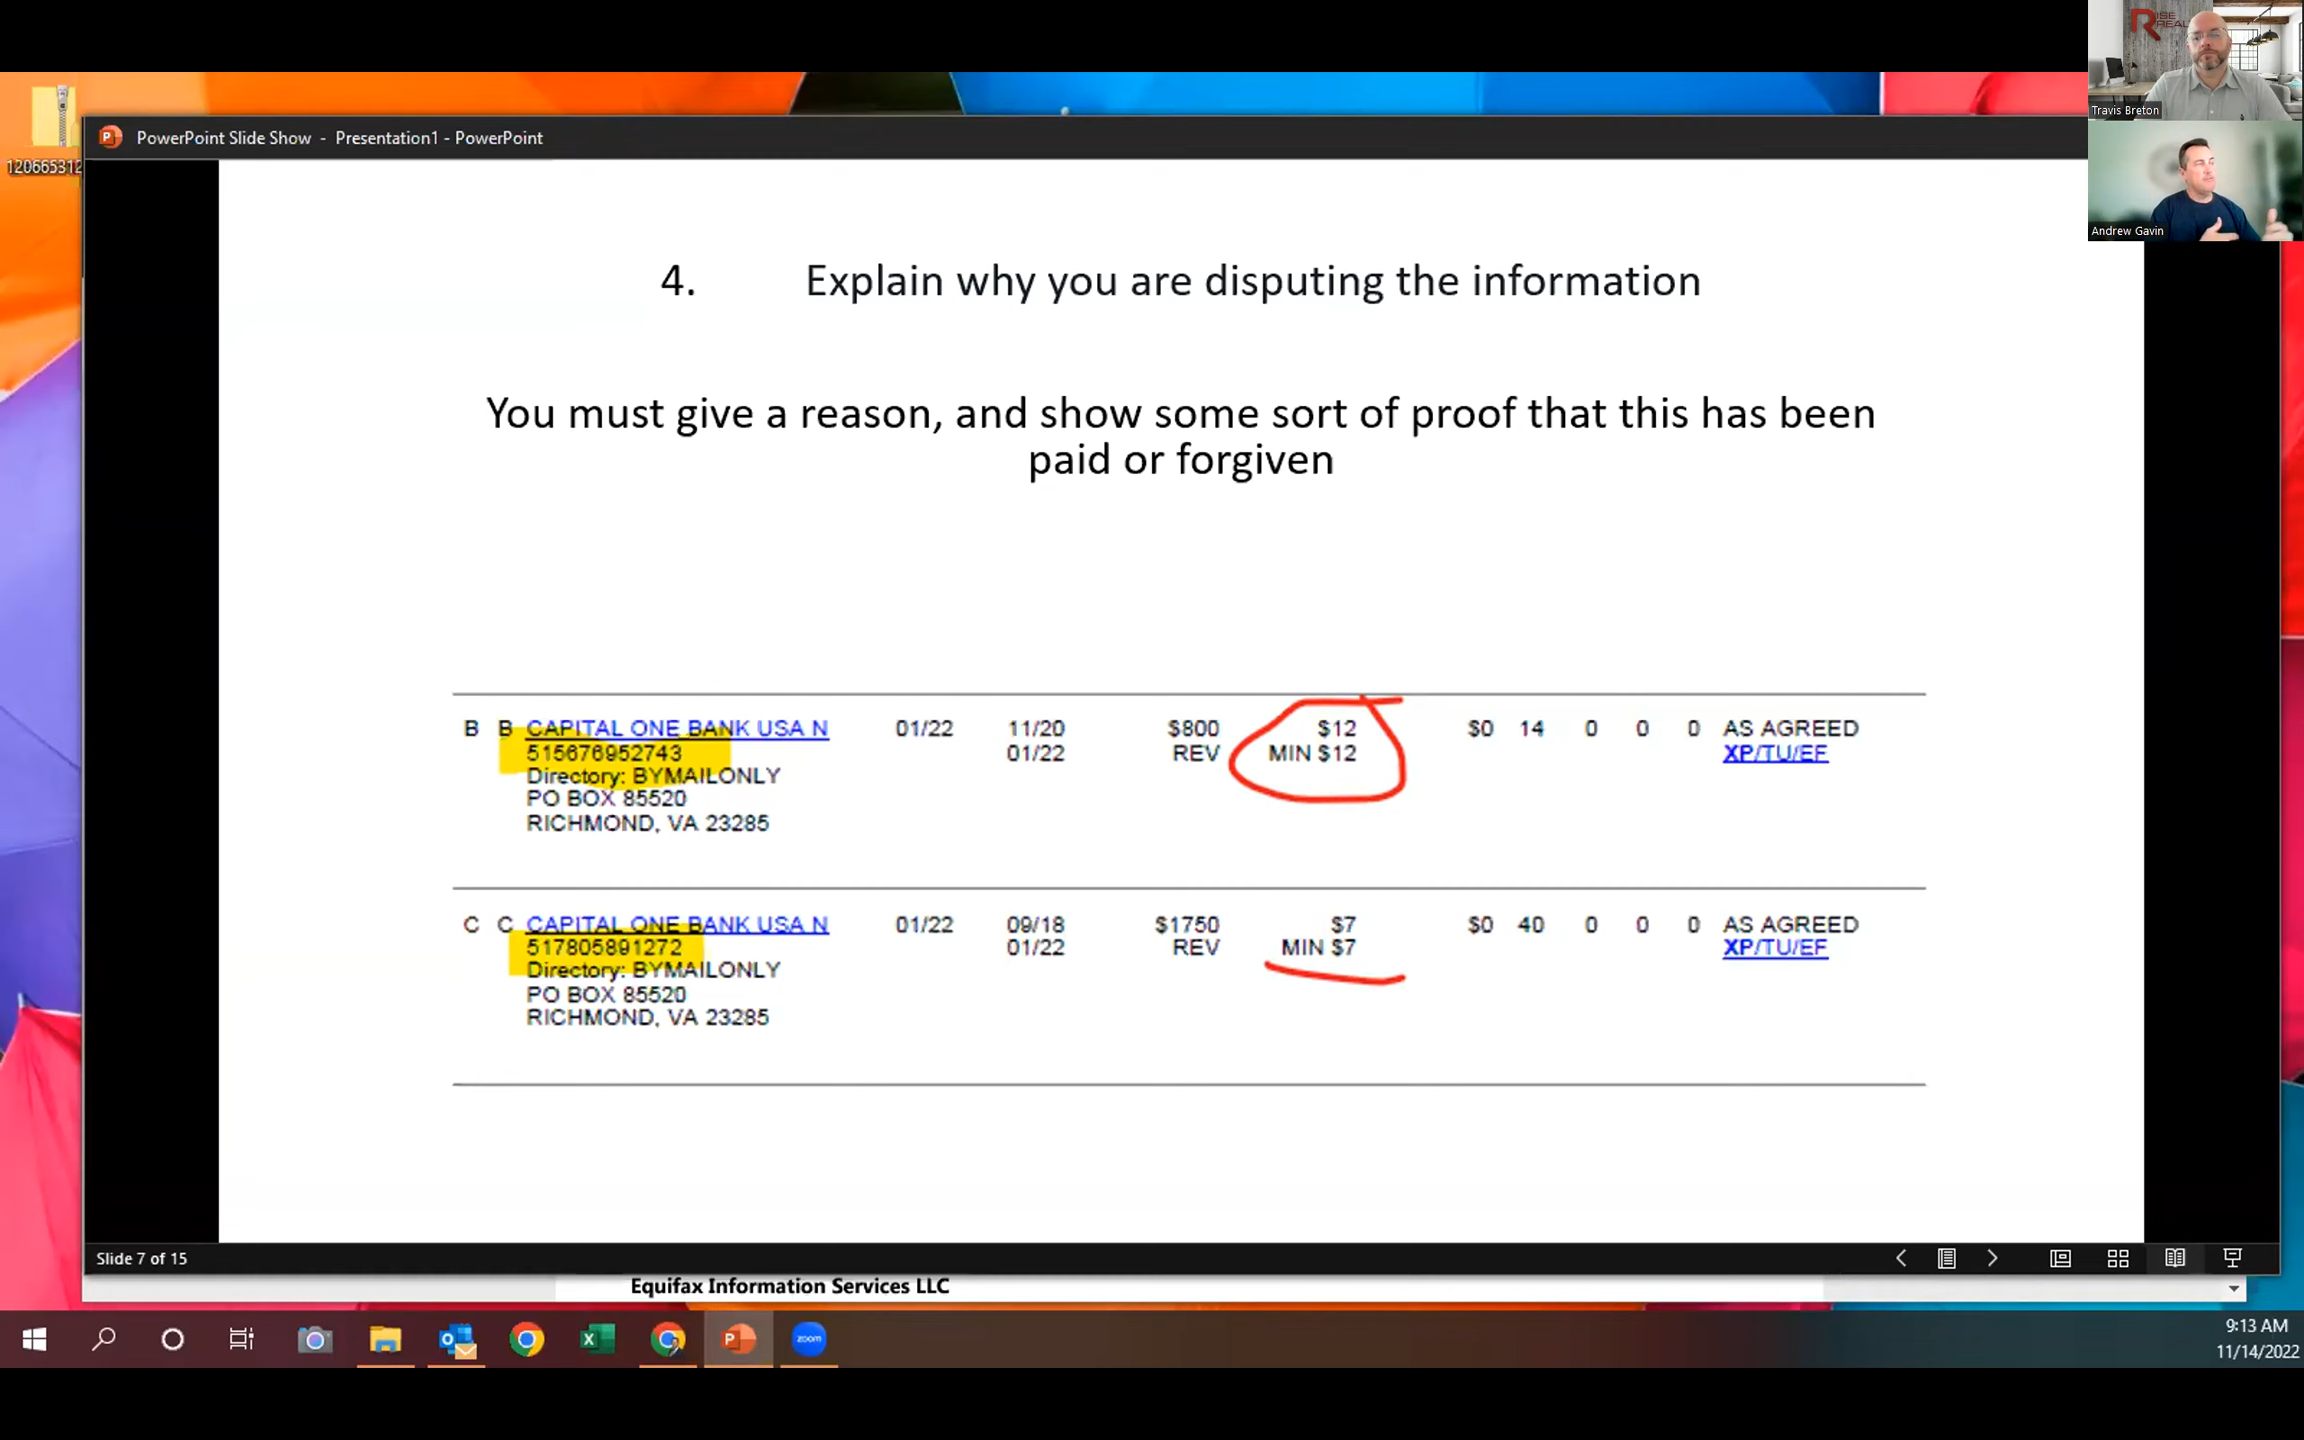 RISE
REAL
Travis Breton
Andrew Gavin
120665312
PowerPoint Slide Show - Presentation1 - PowerPoint
4. Explain why you are disputing the information
You must give a reason, and show some sort of proof that this has been
paid or forgiven
B B CAPITAL ONE BANK USA N 01/22 11/20 $800 $12 $0 14 0 0 0 AS AGREED
515676952743 01/22 REV MIN $12 XP/TU/EF
Directory: BYMAILONLY
PO BOX 85520
RICHMOND, VA 23285
C C CAPITAL ONE BANK USA N 01/22 09/18 $1750 $7 $0 40 0 0 0 AS AGREED
517805891272 01/22 REV MIN $7 XP/TU/EF
Directory: BYMAILONLY
PO BOX 85520
RICHMOND, VA 23285
Slide 7 of 15
Equifax Information Services LLC
zoom
9:13 AM
11/14/2022